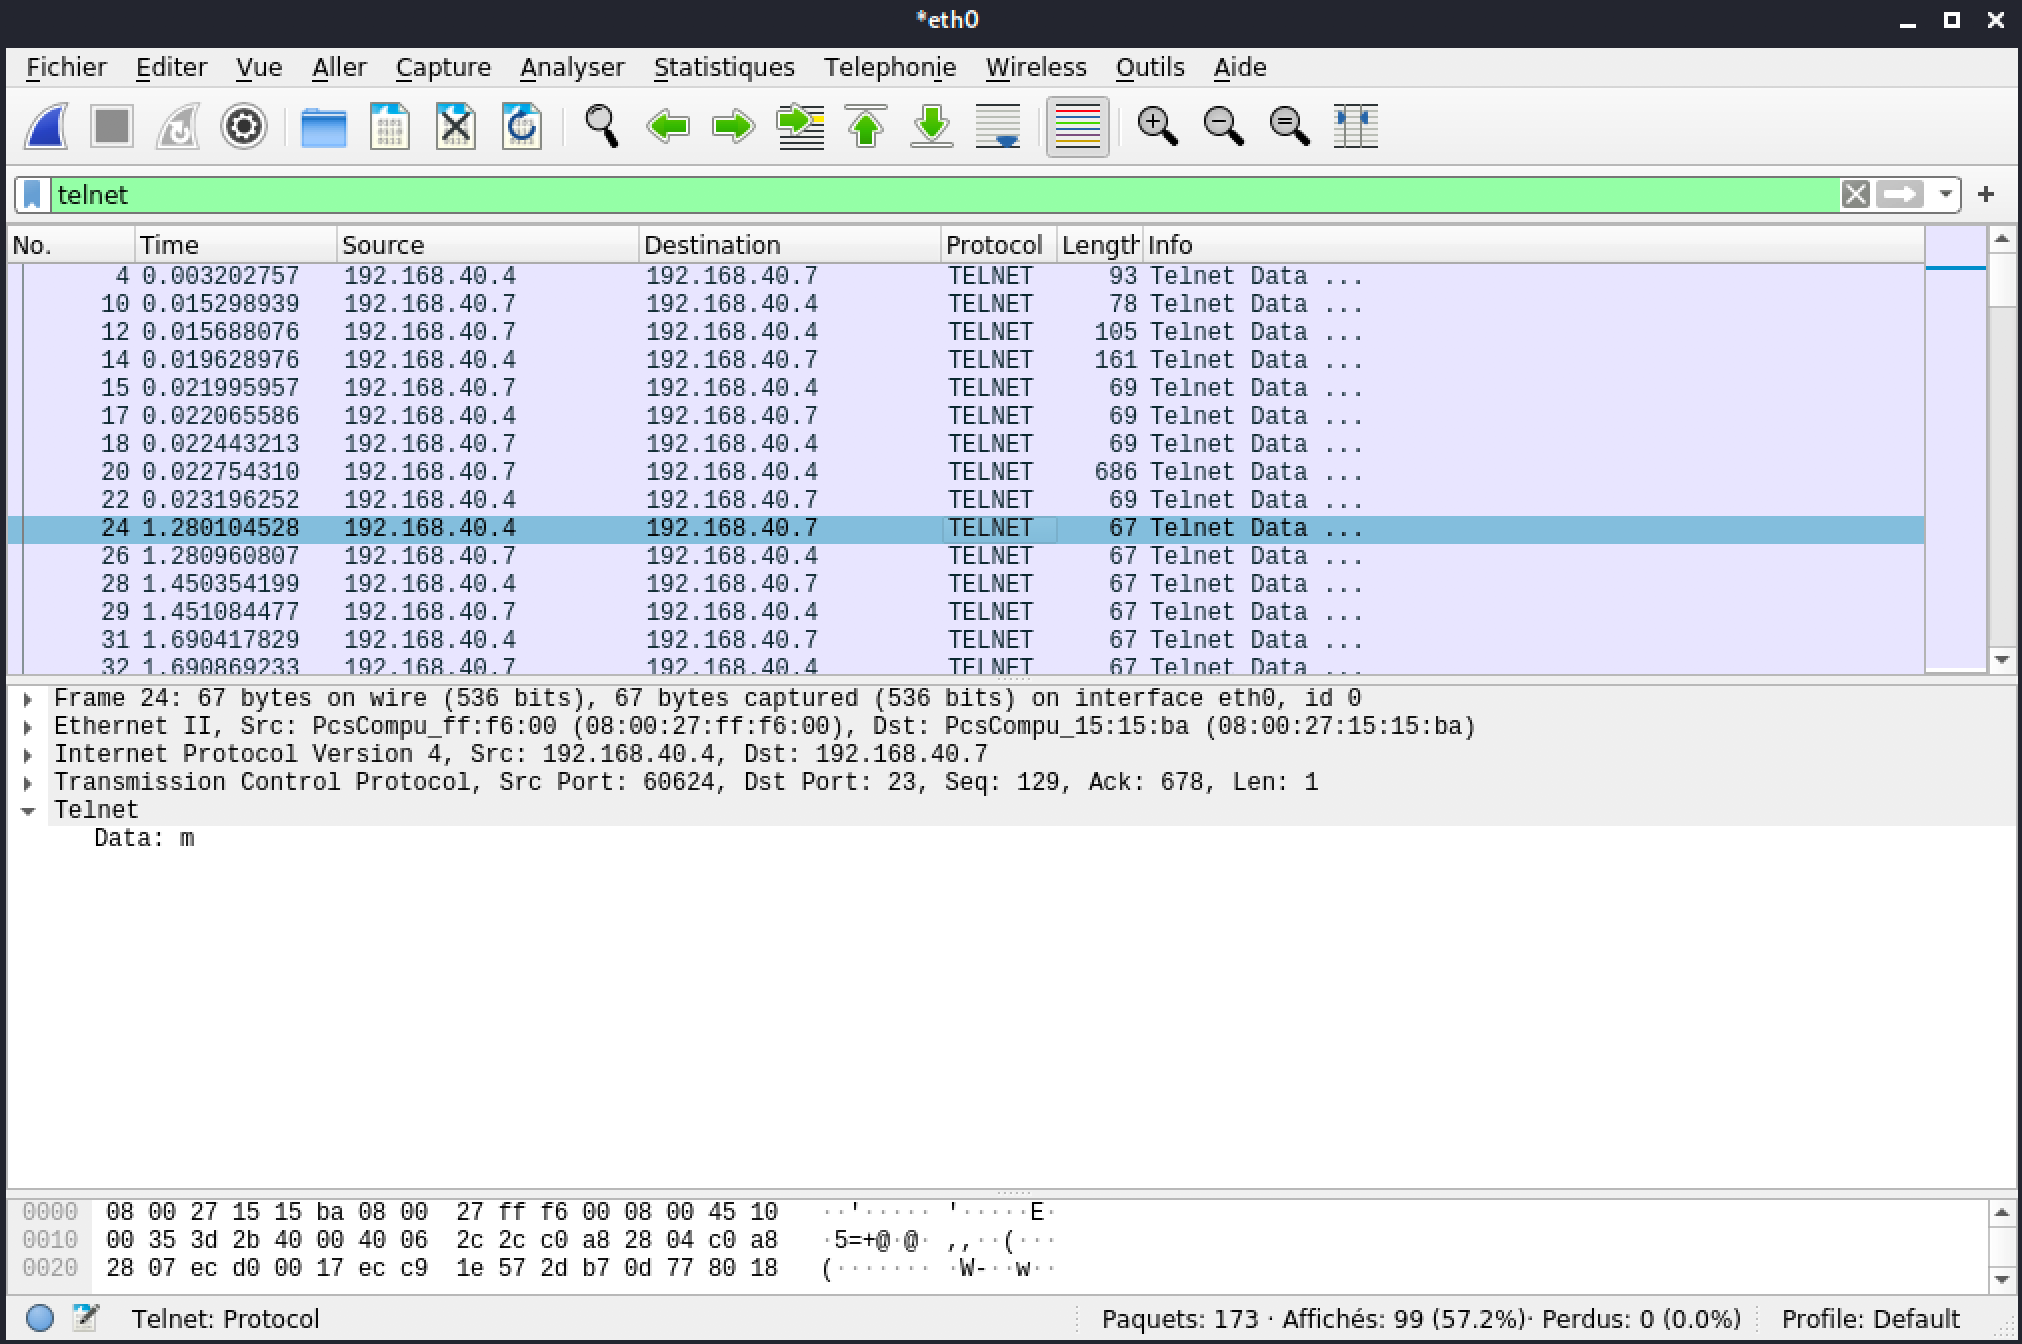 *eth0
Fichier Editer Vue Aller Capture Analyser Statistiques Telephonie Wireless Outils Aide
telnet
No. Time Source Destination Protocol Length Info
4 0.003202757 192.168.40.4 192.168.40.7 TELNET 93 Telnet Data ...
10 0.015298939 192.168.40.7 192.168.40.4 TELNET 78 Telnet Data ...
12 0.015688076 192.168.40.7 192.168.40.4 TELNET 105 Telnet Data ...
14 0.019628976 192.168.40.4 192.168.40.7 TELNET 161 Telnet Data ...
15 0.021995957 192.168.40.7 192.168.40.4 TELNET 69 Telnet Data ...
17 0.022065586 192.168.40.4 192.168.40.7 TELNET 69 Telnet Data ...
18 0.022443213 192.168.40.7 192.168.40.4 TELNET 69 Telnet Data ...
20 0.022754310 192.168.40.7 192.168.40.4 TELNET 686 Telnet Data ...
22 0.023196252 192.168.40.4 192.168.40.7 TELNET 69 Telnet Data ...
24 1.280104528 192.168.40.4 192.168.40.7 TELNET 67 Telnet Data ...
26 1.280960807 192.168.40.7 192.168.40.4 TELNET 67 Telnet Data ...
28 1.450354199 192.168.40.4 192.168.40.7 TELNET 67 Telnet Data ...
29 1.451084477 192.168.40.7 192.168.40.4 TELNET 67 Telnet Data ...
31 1.690417829 192.168.40.4 192.168.40.7 TELNET 67 Telnet Data ...
32 1.690869233 192.168.40.7 192.168.40.4 TELNET 67 Telnet Data ...
Frame 24: 67 bytes on wire (536 bits), 67 bytes captured (536 bits) on interface eth0, id 0
Ethernet II, Src: PcsCompu_ff:f6:00 (08:00:27:ff:f6:00), Dst: PcsCompu_15:15:ba (08:00:27:15:15:ba)
Internet Protocol Version 4, Src: 192.168.40.4, Dst: 192.168.40.7
Transmission Control Protocol, Src Port: 60624, Dst Port: 23, Seq: 129, Ack: 678, Len: 1
Telnet
Data: m
0000 08 00 27 15 15 ba 08 00 27 ff f6 00 08 00 45 10 ··'····· '·····E·
0010 00 35 3d 2b 40 00 40 06 2c 2c c0 a8 28 04 c0 a8 ·5=+@·@· ,,··(···
0020 28 07 ec d0 00 17 ec c9 1e 57 2d b7 0d 77 80 18 (······· ·W-··w··
Telnet: Protocol Paquets: 173 · Affichés: 99 (57.2%)· Perdus: 0 (0.0%) Profile: Default